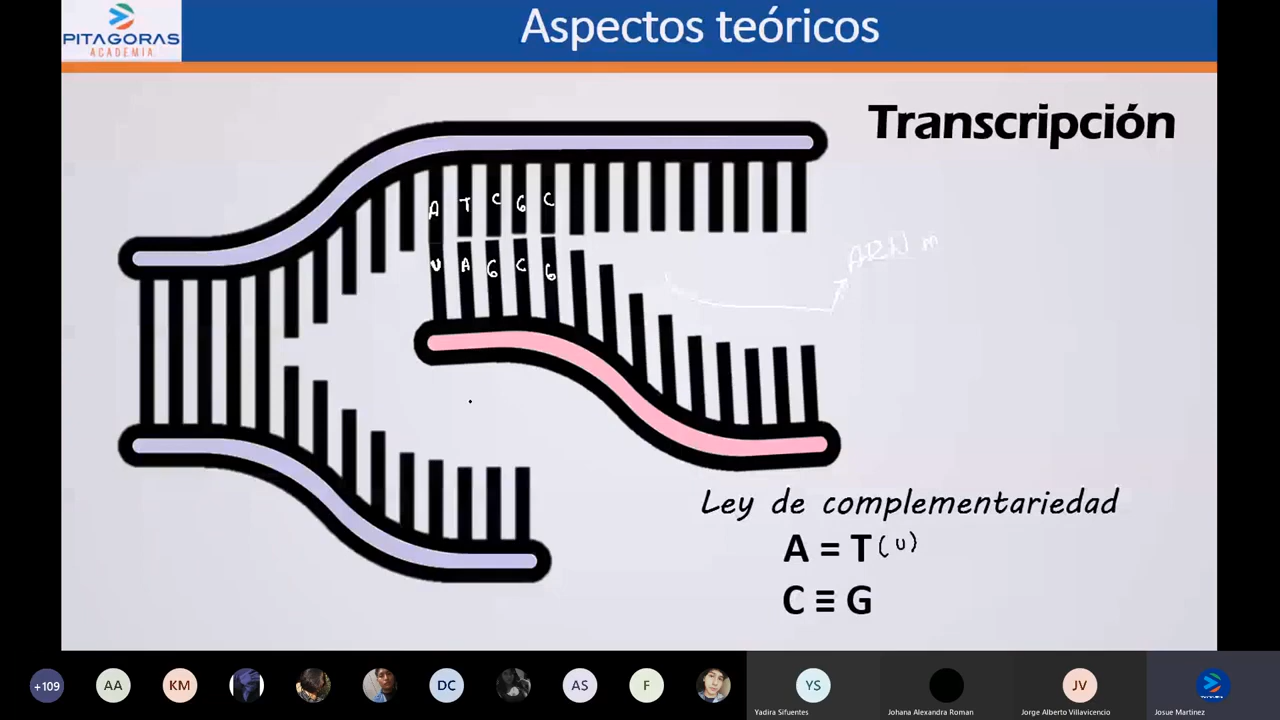 Aspectos teóricos
PITAGORAS
ACADEMIA
Transcripción
A T C G C
U A G C G
ARN m
Ley de complementariedad
A = T (U)
C ≡ G
+109
AA
KM
DC
AS
F
YS
JV
Yadira Sifuentes
Johana Alexandra Roman
Jorge Alberto Villavicencio
Josue Martinez